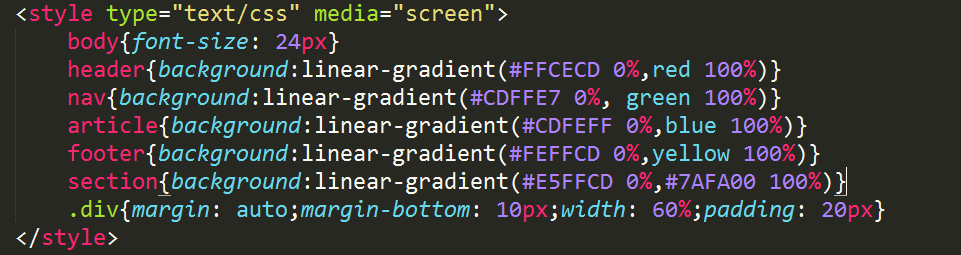 <style type="text/css" media="screen">
body{font-size: 24px}
header{background:linear-gradient(#FFCECD 0%,red 100%)}
nav{background:linear-gradient(#CDFFE7 0%, green 100%)}
article{background:linear-gradient(#CDFEFF 0%,blue 100%)}
footer{background:linear-gradient(#FEFFCD 0%,yellow 100%)}
section{background:linear-gradient(#E5FFCD 0%,#7AFA00 100%)}
.div{margin: auto;margin-bottom: 10px;width: 60%;padding: 20px}
</style>